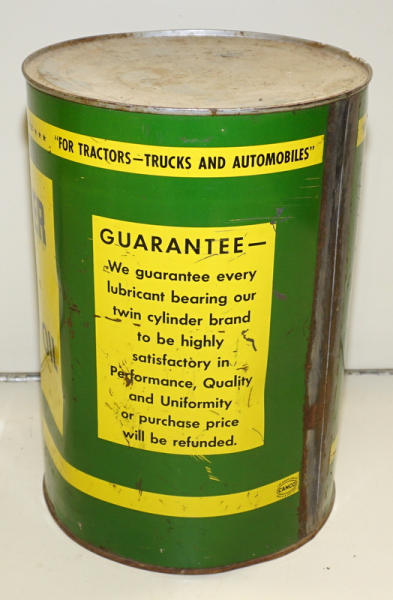 "FOR TRACTORS—TRUCKS AND AUTOMOBILES"
GUARANTEE—
We guarantee every
lubricant bearing our
twin cylinder brand
to be highly
satisfactory in
Performance, Quality
and Uniformity
or purchase price
will be refunded.
R
OIL
CANCO